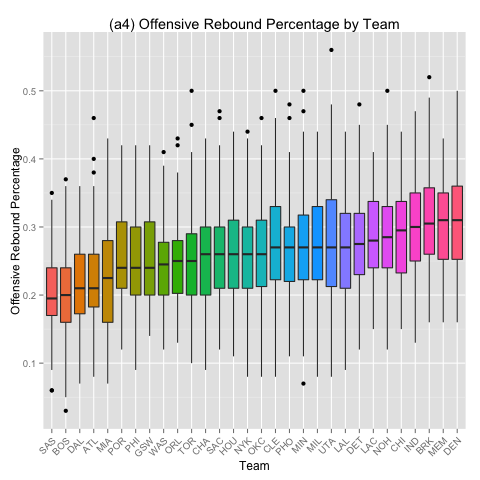 (a4) Offensive Rebound Percentage by Team
Offensive Rebound Percentage
0.5
0.4
0.3
0.2
0.1
SAS BOS DAL ATL MIA POR PHI GSW WAS ORL TOR CHA SAC HOU NYK OKC CLE PHO MIN MIL UTA LAL DET LAC NOH CHI IND BRK MEM DEN
Team